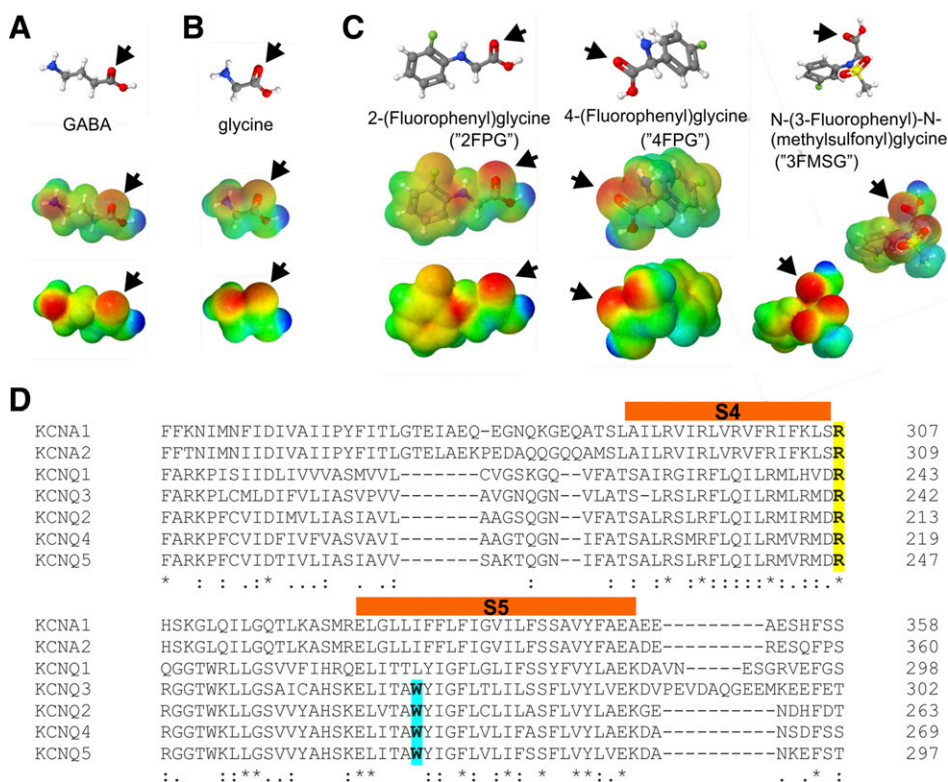 A
B
C
GABA
glycine
2-(Fluorophenyl)glycine
("2FPG")
4-(Fluorophenyl)glycine
("4FPG")
N-(3-Fluorophenyl)-N-
(methylsulfonyl)glycine
("3FMSG")
D
S4
KCNA1 FFKNIMNFIDIVAIIPYFITLGTEIAEQ-EGNQKGEQATSLAILRVIRLVRVFRIFKLSR 307
KCNA2 FFTNIMNIIDIVAIIPYFITLGTELAEKPEDAQQGQQAMSLAILRVIRLVRVFRIFKLSR 309
KCNQ1 FARKPISIIDLIVVVASMVVL-------CVGSKGQ--VFATSAIRGIRFLQILRMLHVDR 243
KCNQ3 FARKPLCMLDIFVLIASVPVV-------AVGNQGN--VLATS-LRSLRFLQILRMLRMDR 242
KCNQ2 FARKPFCVIDIMVLIASIAVL-------AAGSQGN--VFATSALRSLRFLQILRMIRMDR 213
KCNQ4 FARKPFCVIDFIVFVASVAVI-------AAGTQGN--IFATSALRSMRFLQILRMVRMDR 219
KCNQ5 FARKPFCVIDTIVLIASIAVV-------SAKTQGN--IFATSALRSLRFLQILRMVRMDR 247
*  : :* ..: . : :           :    : :* :*:::::*:.::.*
S5
KCNA1 HSKGLQILGQTLKASMRELGLLIFFLFIGVILFSSAVYFAEAEE---------AESHFSS 358
KCNA2 HSKGLQILGQTLKASMRELGLLIFFLFIGVILFSSAVYFAEADE---------RESQFPS 360
KCNQ1 QGGTWRLLGSVVFIHRQELITTLYIGFLGLIFSSYFVYLAEKDAVN------ESGRVEFGS 298
KCNQ3 RGGTWKLLGSAICAHSKELITAWYIGFLTLILSSFLVYLVEKDVPEVDAQGEEMKEEFET 302
KCNQ2 RGGTWKLLGSVVYAHSKELVTAWYIGFLCLILASFLVYLAEKGE---------NDHFDT 263
KCNQ4 RGGTWKLLGSVVYAHSKELITAWYIGFLVLIFASFLVYLAEKDA---------NSDFSS 269
KCNQ5 RGGTWKLLGSVVYAHSKELITAWYIGFLVLIFSSFLVYLVEKDA---------NKEFST 297